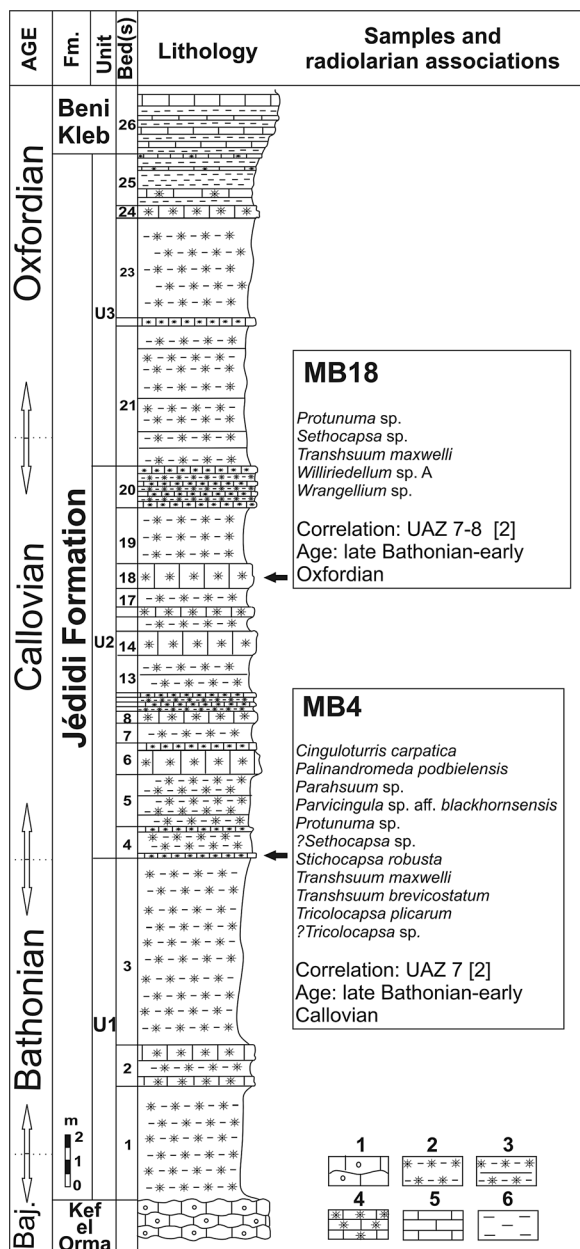 AGE
Fm.
Unit
Bed(s)
Lithology
Samples and
radiolarian associations
Oxfordian
Callovian
Bathonian
Baj.
Beni
Kleb
Jédidi Formation
Kef
el
Orma
U3
U2
U1
26
25
24
23
21
20
19
18
17
14
13
8
7
6
5
4
3
2
1
m
2
1
0
MB18
Protunuma sp.
Sethocapsa sp.
Transhsuum maxwelli
Williriedellum sp. A
Wrangellium sp.
Correlation: UAZ 7-8 [2]
Age: late Bathonian-early
Oxfordian
MB4
Cinguloturris carpatica
Palinandromeda podbielensis
Parahsuum sp.
Parvicingula sp. aff. blackhornsensis
Protunuma sp.
?Sethocapsa sp.
Stichocapsa robusta
Transhsuum maxwelli
Transhsuum brevicostatum
Tricolocapsa plicarum
?Tricolocapsa sp.
Correlation: UAZ 7 [2]
Age: late Bathonian-early
Callovian
1 2 3
4 5 6